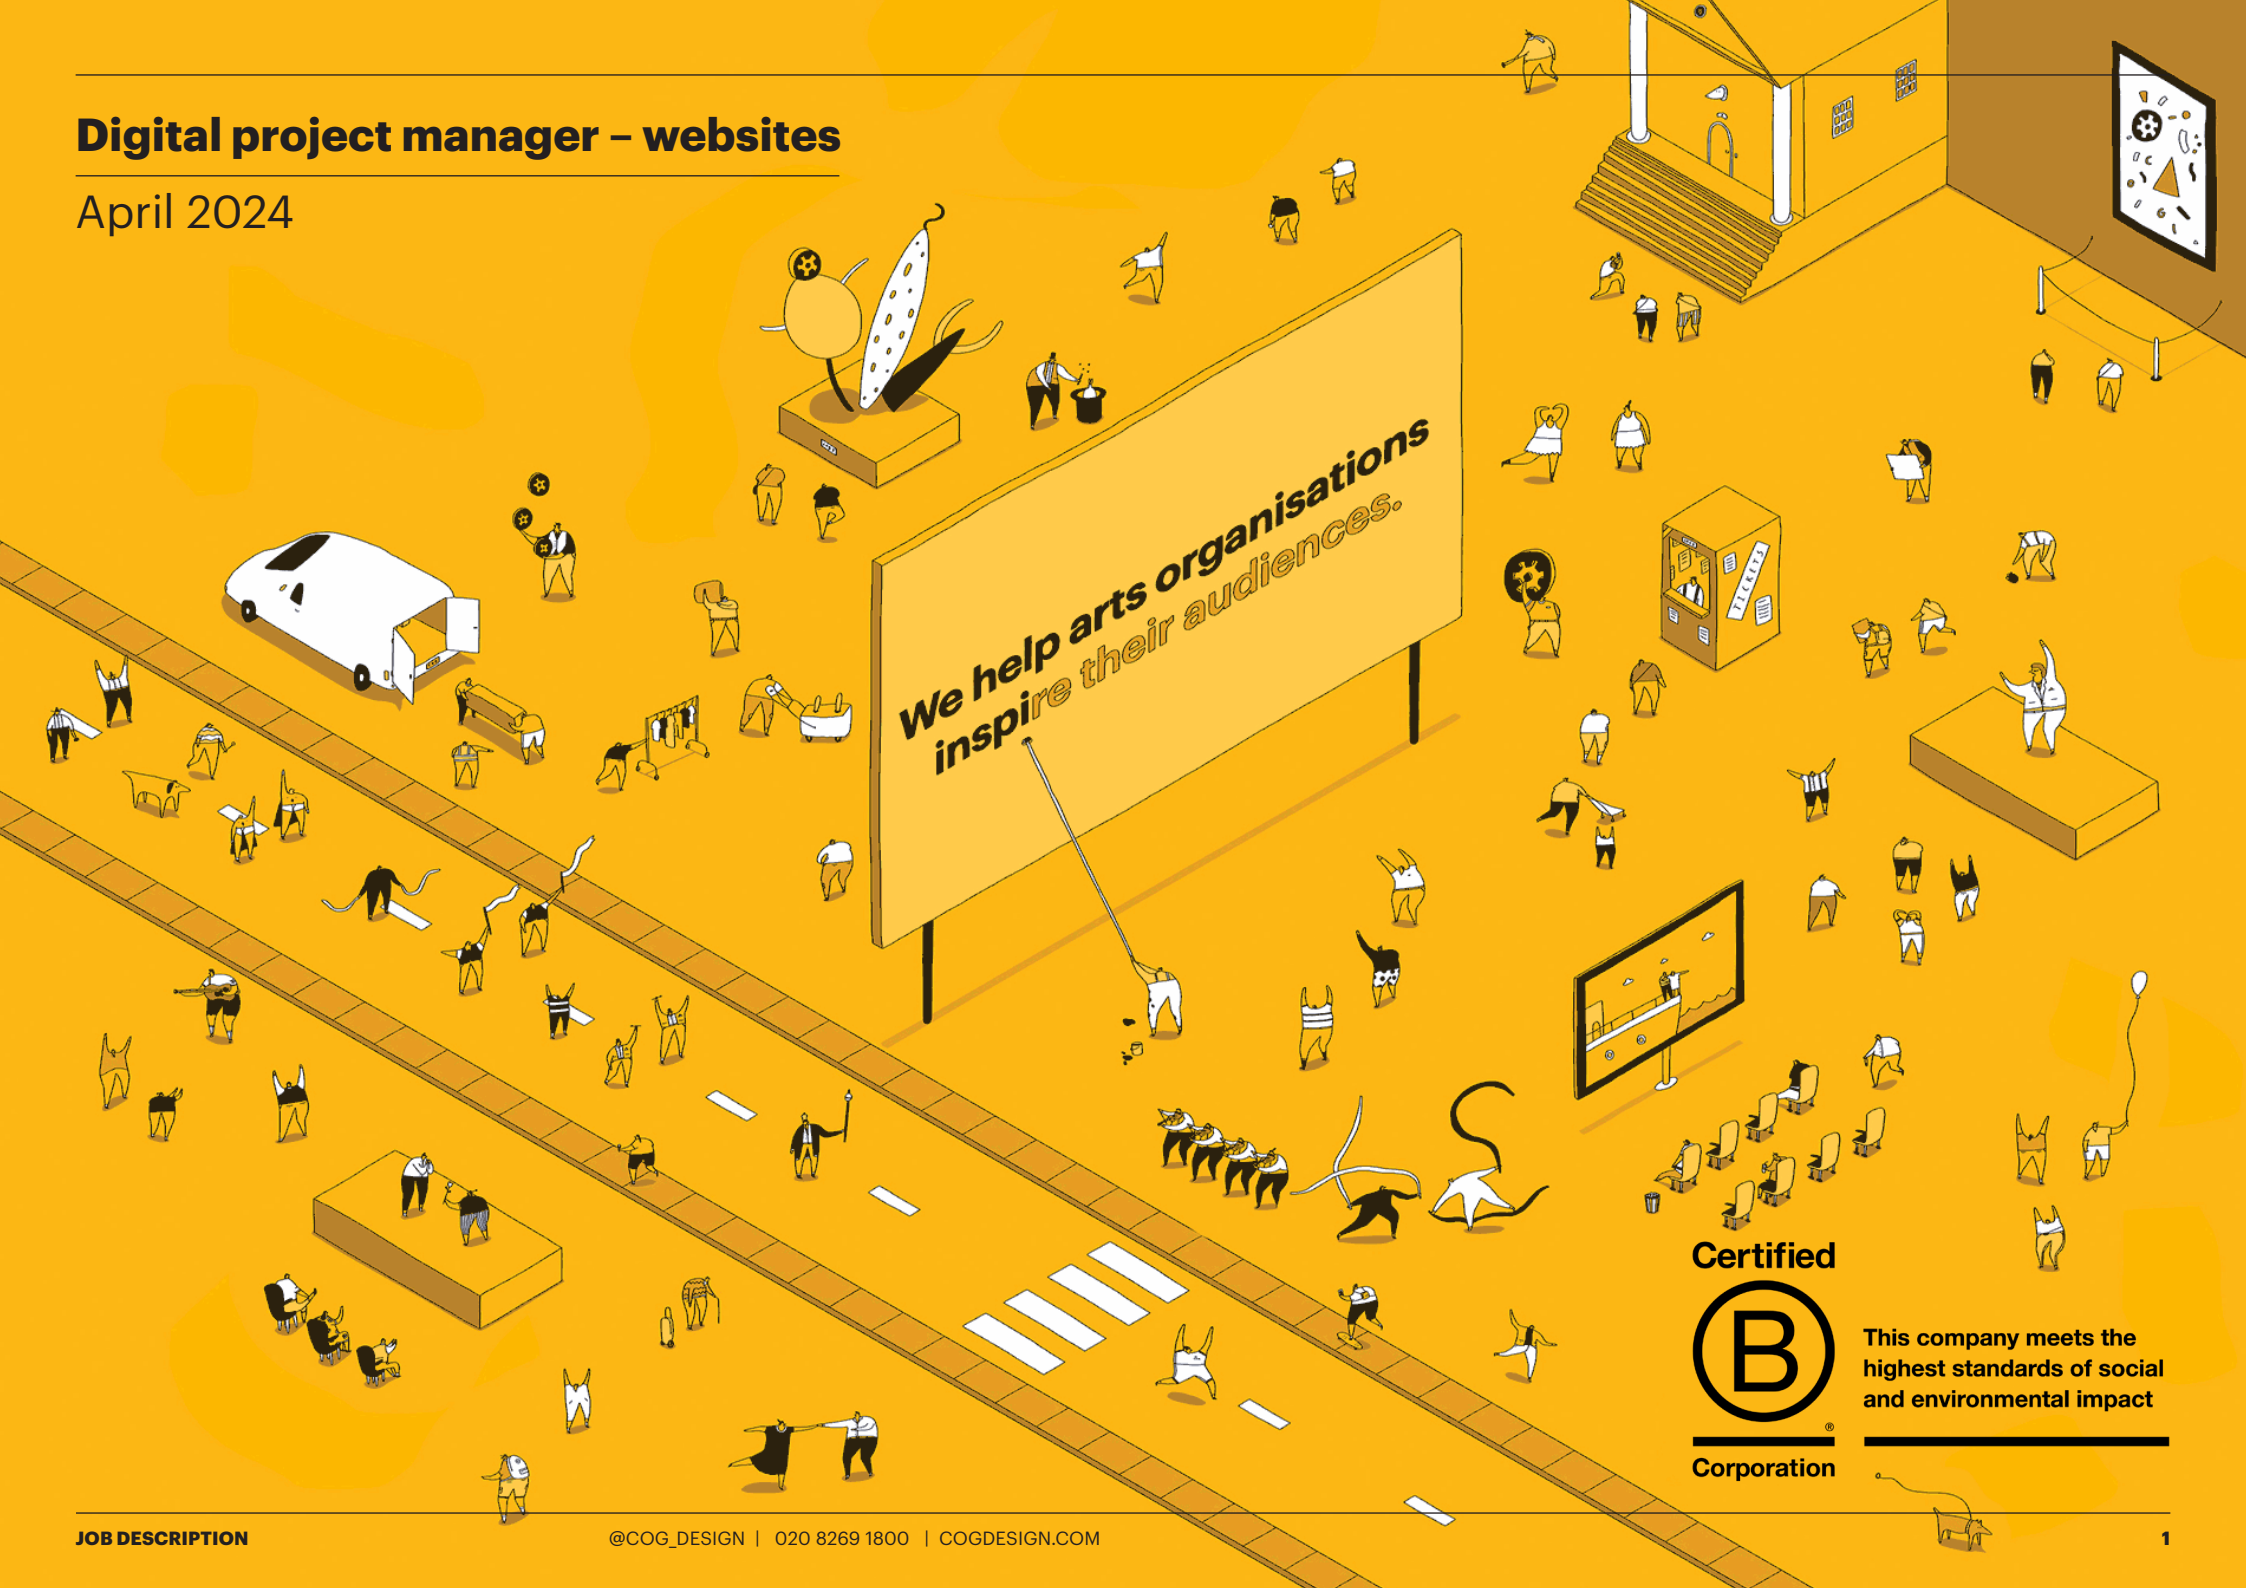 Digital project manager – websites
April 2024
We help arts organisations
inspire their audiences.
TICKETS
Certified
B
®
Corporation
This company meets the
highest standards of social
and environmental impact
JOB DESCRIPTION
@COG_DESIGN | 020 8269 1800 | COGDESIGN.COM
1